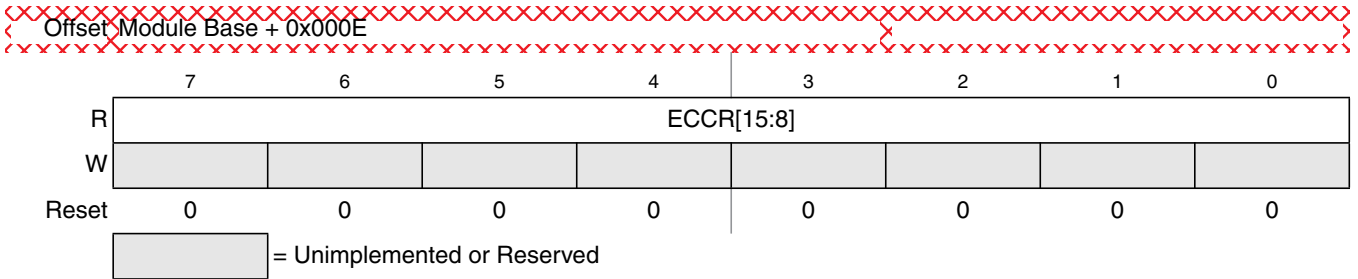 Offset Module Base + 0x000E
7 6 5 4 3 2 1 0
R ECCR[15:8]
W
Reset 0 0 0 0 0 0 0 0
= Unimplemented or Reserved